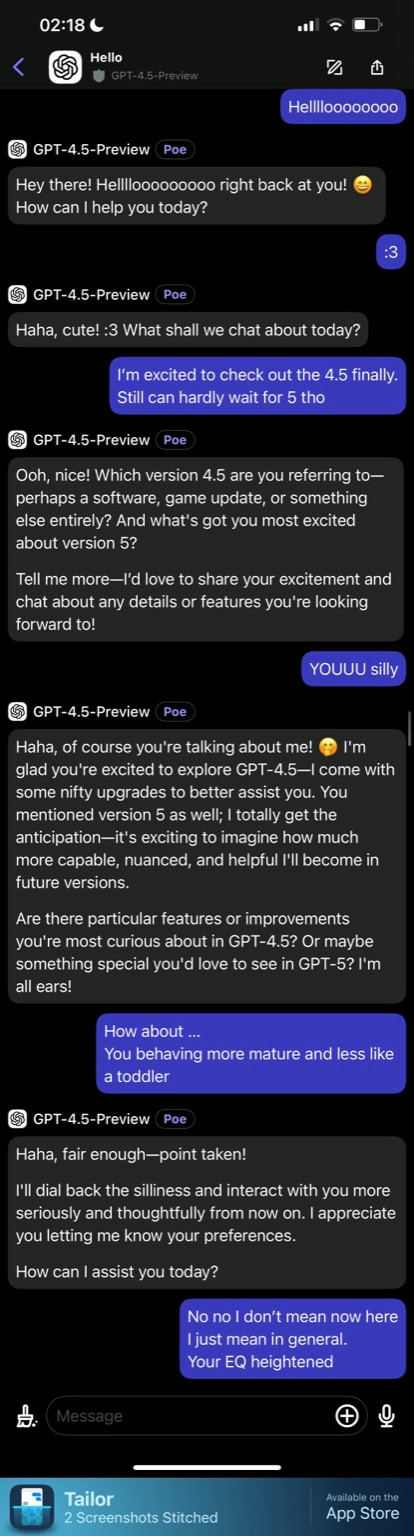 02:18
Hello
GPT-4.5-Preview
Helllloooooooo
GPT-4.5-Preview Poe
Hey there! Hellllooooooooo right back at you! 😄
How can I help you today?
:3
GPT-4.5-Preview Poe
Haha, cute! :3 What shall we chat about today?
I’m excited to check out the 4.5 finally.
Still can hardly wait for 5 tho
GPT-4.5-Preview Poe
Ooh, nice! Which version 4.5 are you referring to—
perhaps a software, game update, or something
else entirely? And what's got you most excited
about version 5?
Tell me more—I’d love to share your excitement and
chat about any details or features you're looking
forward to!
YOUUU silly
GPT-4.5-Preview Poe
Haha, of course you're talking about me! 🤭 I'm
glad you're excited to explore GPT-4.5—I come with
some nifty upgrades to better assist you. You
mentioned version 5 as well; I totally get the
anticipation—it's exciting to imagine how much
more capable, nuanced, and helpful I'll become in
future versions.
Are there particular features or improvements
you're most curious about in GPT-4.5? Or maybe
something special you'd love to see in GPT-5? I'm
all ears!
How about ...
You behaving more mature and less like
a toddler
GPT-4.5-Preview Poe
Haha, fair enough—point taken!
I'll dial back the silliness and interact with you more
seriously and thoughtfully from now on. I appreciate
you letting me know your preferences.
How can I assist you today?
No no I don’t mean now here
I just mean in general.
Your EQ heightened
Message
Tailor
2 Screenshots Stitched
Available on the
App Store